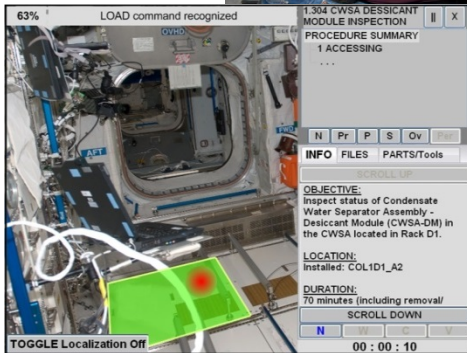 63%
LOAD command recognized
OVHD
AFT
FWD
TOGGLE Localization Off
1.304 CWSA DESSICANT
MODULE INSPECTION
|| X
PROCEDURE SUMMARY
1 ACCESSING
. . .
N Pr P S Ov Per
INFO FILES PARTS/Tools
SCROLL UP
OBJECTIVE:
Inspect status of Condensate
Water Separator Assembly -
Desiccant Module (CWSA-DM) in
the CWSA located in Rack D1.
LOCATION:
Installed: COL1D1_A2
DURATION:
70 minutes (including removal/
SCROLL DOWN
N W C V
00 : 00 : 10